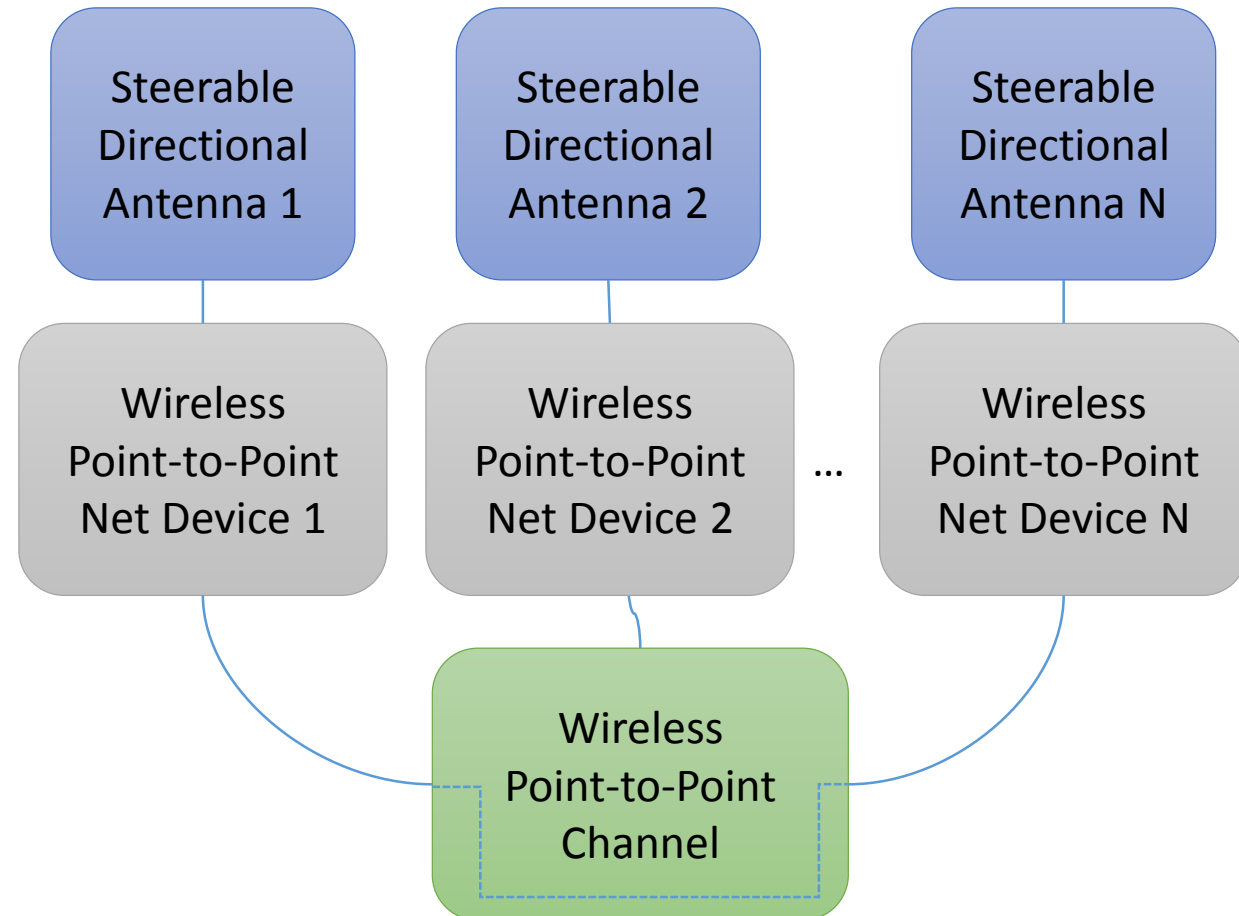 Steerable
Directional
Antenna 1
Steerable
Directional
Antenna 2
Steerable
Directional
Antenna N
Wireless
Point-to-Point
Net Device 1
Wireless
Point-to-Point
Net Device 2
...
Wireless
Point-to-Point
Net Device N
Wireless
Point-to-Point
Channel